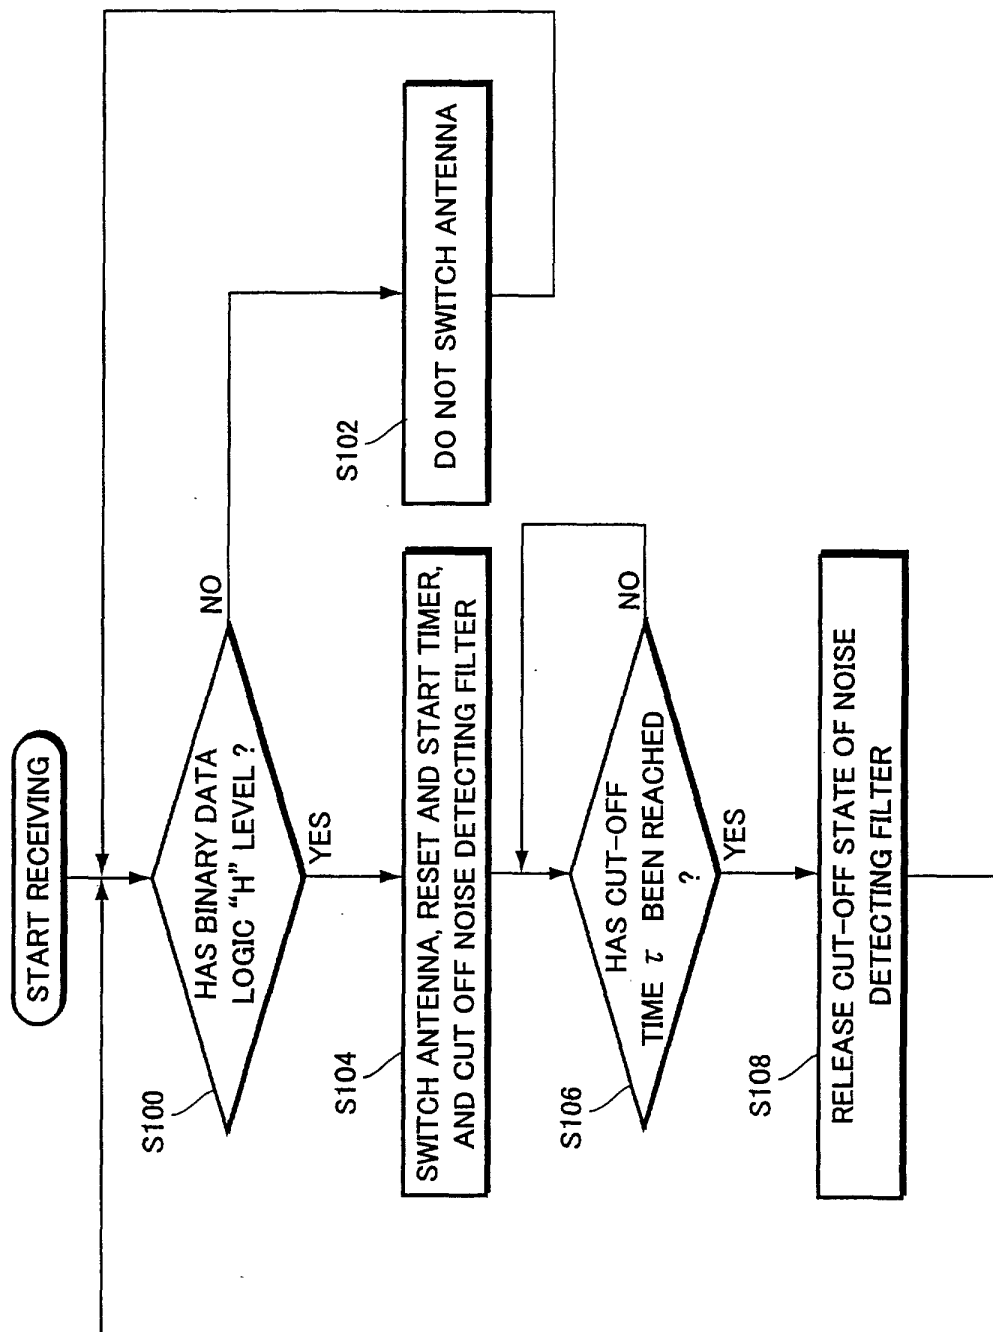 START RECEIVING
S100
HAS BINARY DATA
LOGIC “H” LEVEL ?
NO
YES
S102
DO NOT SWITCH ANTENNA
S104
SWITCH ANTENNA, RESET AND START TIMER,
AND CUT OFF NOISE DETECTING FILTER
S106
HAS CUT-OFF
TIME τ BEEN REACHED
?
NO
YES
S108
RELEASE CUT-OFF STATE OF NOISE
DETECTING FILTER